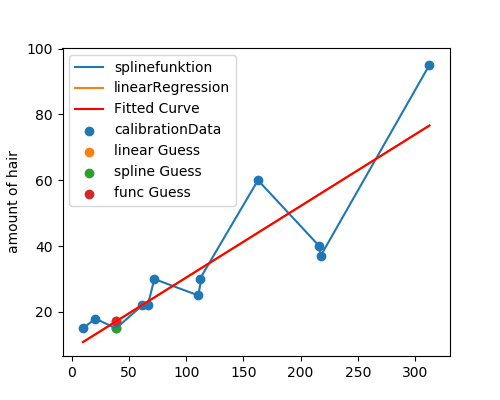 100
80
60
40
20
amount of hair
splinefunktion
linearRegression
Fitted Curve
calibrationData
linear Guess
spline Guess
func Guess
0 50 100 150 200 250 300